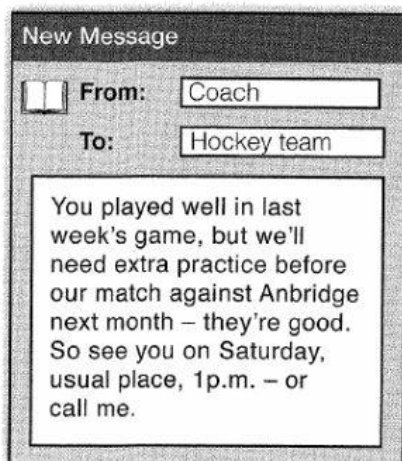 New Message
From: Coach
To: Hockey team
You played well in last
week's game, but we'll
need extra practice before
our match against Anbridge
next month – they're good.
So see you on Saturday,
usual place, 1p.m. – or
call me.